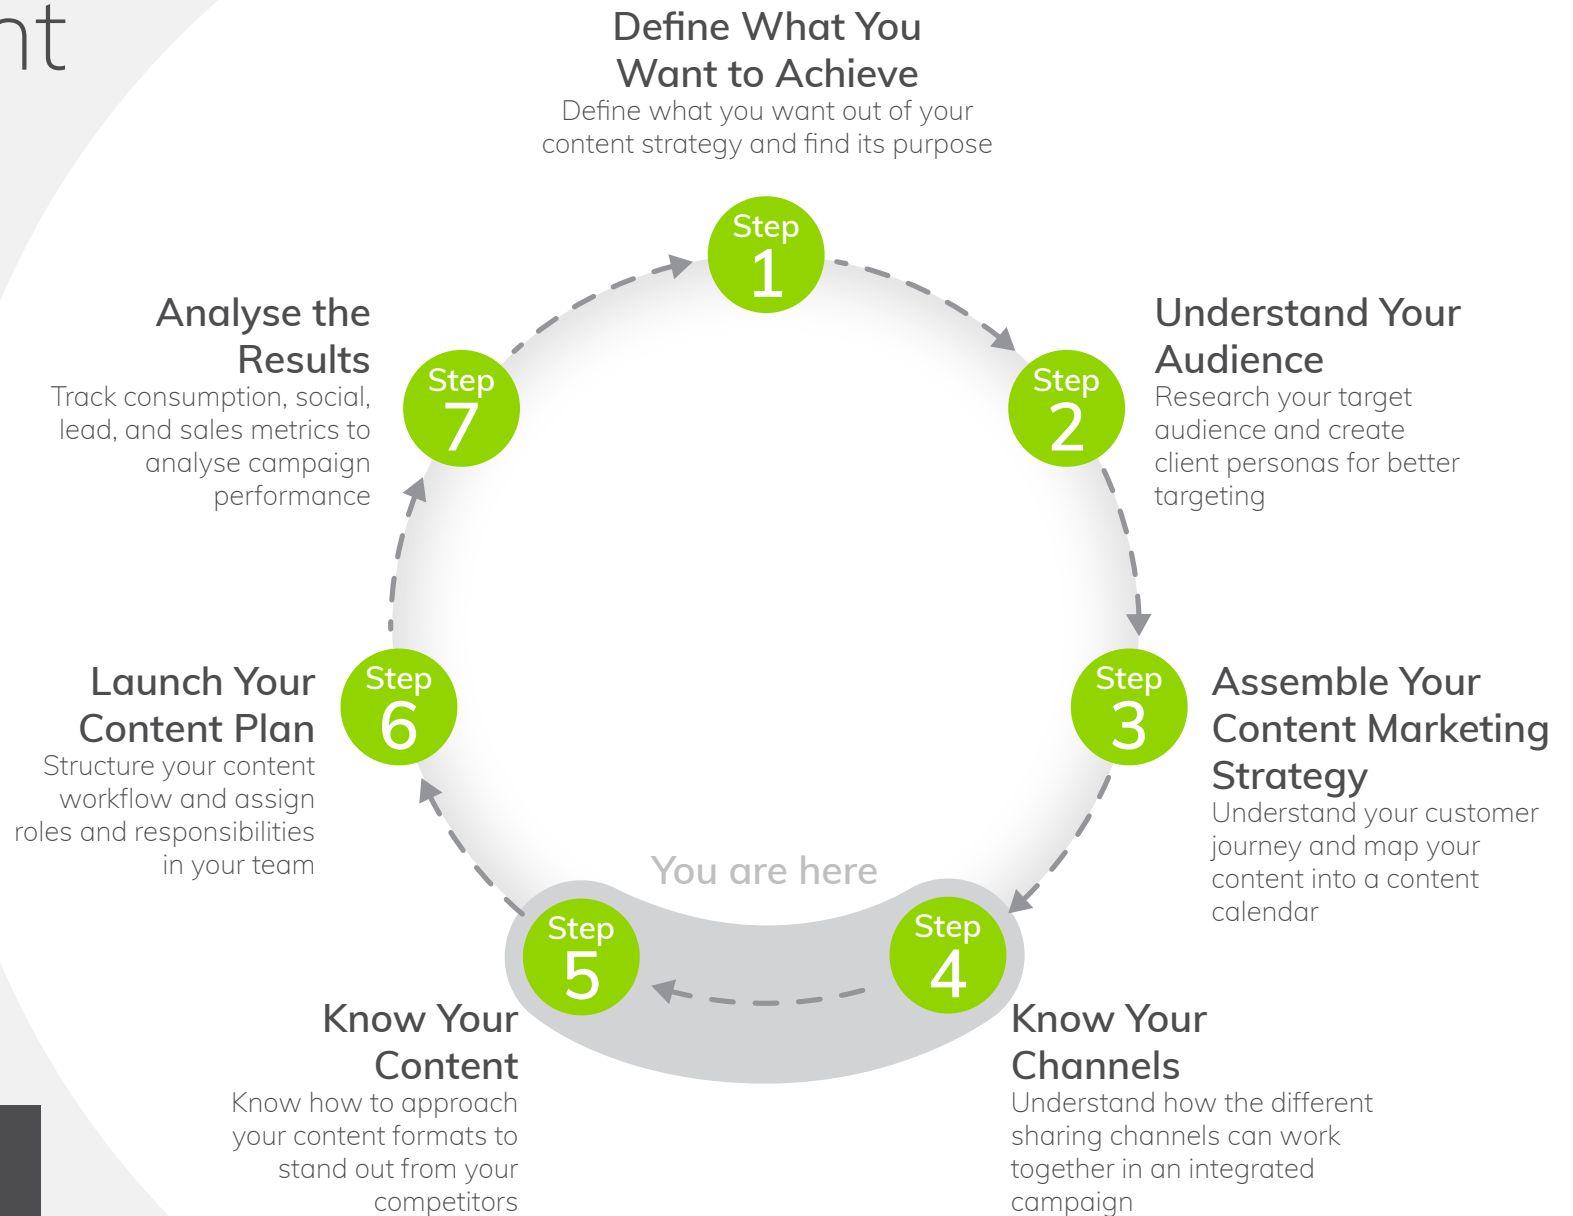 nt
Define What You
Want to Achieve
Define what you want out of your
content strategy and find its purpose
Step
1
Understand Your
Audience
Research your target
audience and create
client personas for better
targeting
Step
2
Assemble Your
Content Marketing
Strategy
Understand your customer
journey and map your
content into a content
calendar
Step
3
Know Your
Channels
Understand how the different
sharing channels can work
together in an integrated
campaign
Step
4
You are here
Step
5
Know Your
Content
Know how to approach
your content formats to
stand out from your
competitors
Step
6
Launch Your
Content Plan
Structure your content
workflow and assign
roles and responsibilities
in your team
Step
7
Analyse the
Results
Track consumption, social,
lead, and sales metrics to
analyse campaign
performance